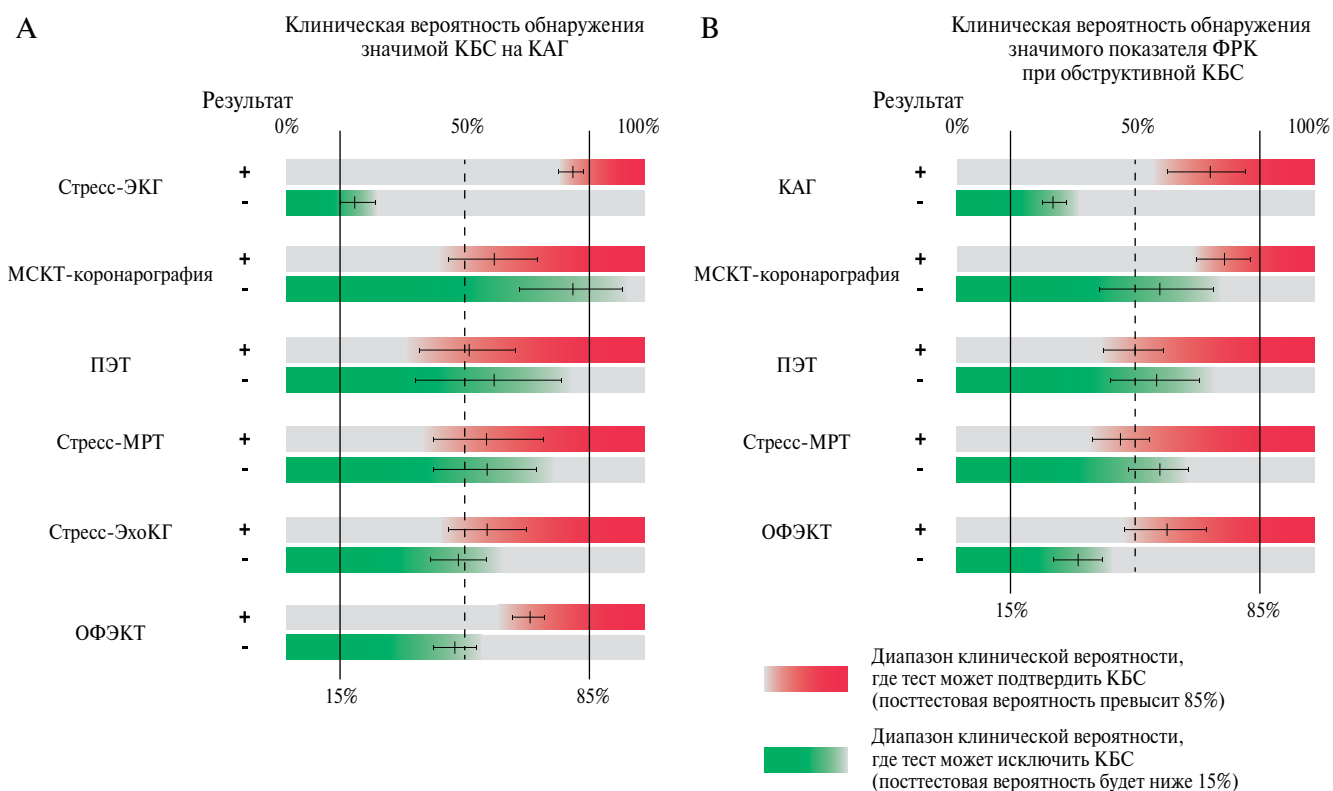 А
Клиническая вероятность обнаружения
значимой КБС на КАГ
Результат
0%
50%
100%
Стресс-ЭКГ
+
-
МСКТ-коронарография
+
-
ПЭТ
+
-
Стресс-МРТ
+
-
Стресс-ЭхоКГ
+
-
ОФЭКТ
+
-
15%
85%
В
Клиническая вероятность обнаружения
значимого показателя ФРК
при обструктивной КБС
Результат
0%
50%
100%
КАГ
+
-
МСКТ-коронарография
+
-
ПЭТ
+
-
Стресс-МРТ
+
-
ОФЭКТ
+
-
15%
85%
Диапазон клинической вероятности,
где тест может подтвердить КБС
(посттестовая вероятность превысит 85%)
Диапазон клинической вероятности,
где тест может исключить КБС
(посттестовая вероятность будет ниже 15%)